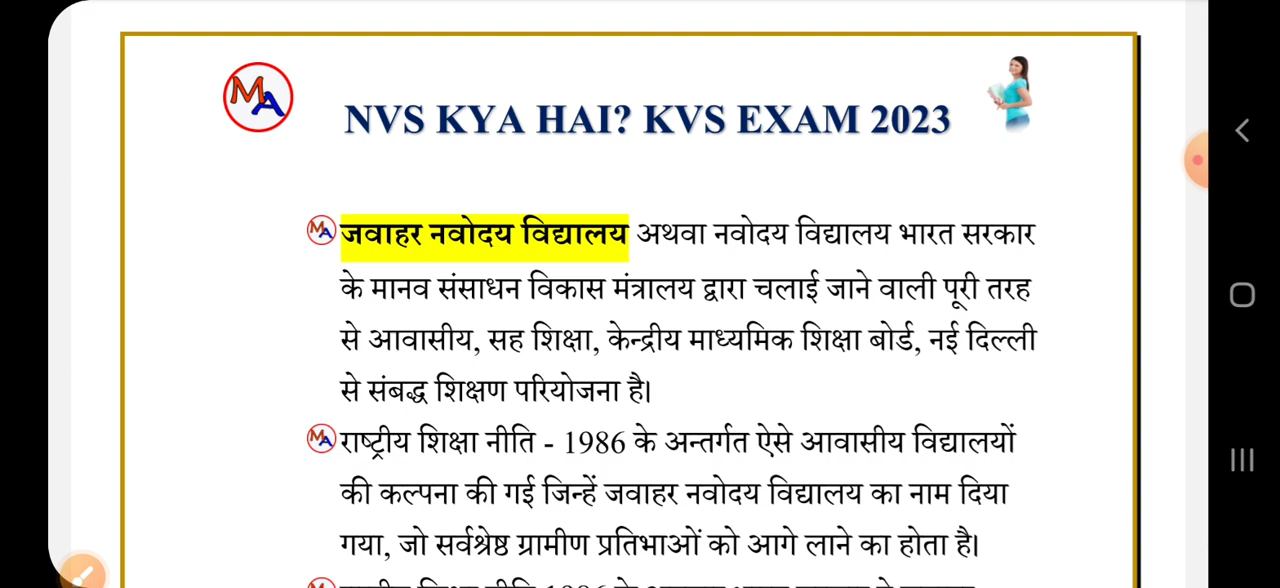 MA
NVS KYA HAI? KVS EXAM 2023
MA जवाहर नवोदय विद्यालय अथवा नवोदय विद्यालय भारत सरकार
के मानव संसाधन विकास मंत्रालय द्वारा चलाई जाने वाली पूरी तरह
से आवासीय, सह शिक्षा, केन्द्रीय माध्यमिक शिक्षा बोर्ड, नई दिल्ली
से संबद्ध शिक्षण परियोजना है।
MA राष्ट्रीय शिक्षा नीति - 1986 के अन्तर्गत ऐसे आवासीय विद्यालयों
की कल्पना की गई जिन्हें जवाहर नवोदय विद्यालय का नाम दिया
गया, जो सर्वश्रेष्ठ ग्रामीण प्रतिभाओं को आगे लाने का होता है।